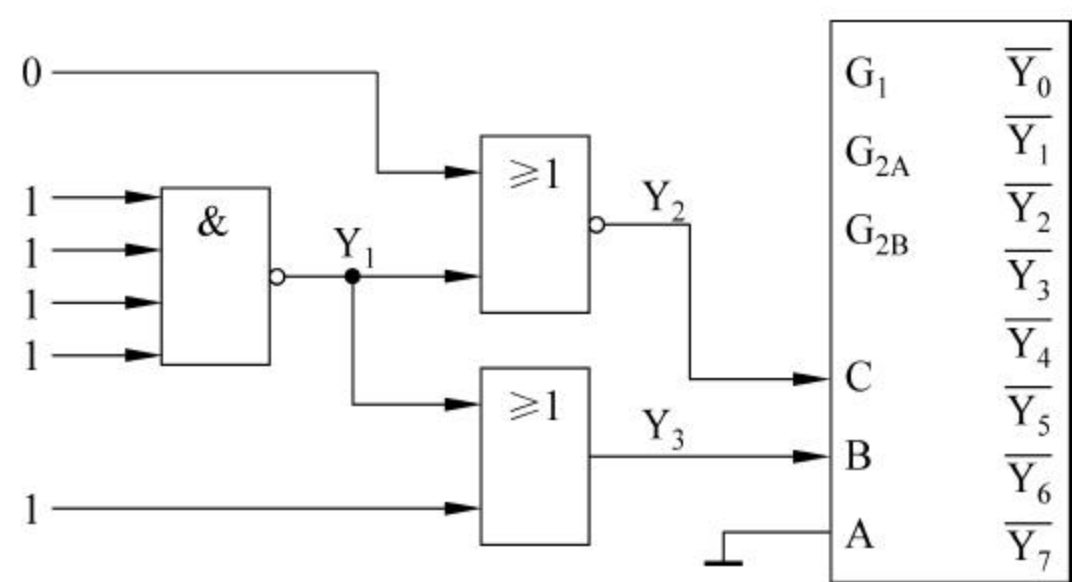 0
1
1
1
1
1
&
Y₁
≥1
Y₂
≥1
Y₃
G₁
G₂A
G₂B
C
B
A
Y̅₀
Y̅₁
Y̅₂
Y̅₃
Y̅₄
Y̅₅
Y̅₆
Y̅₇